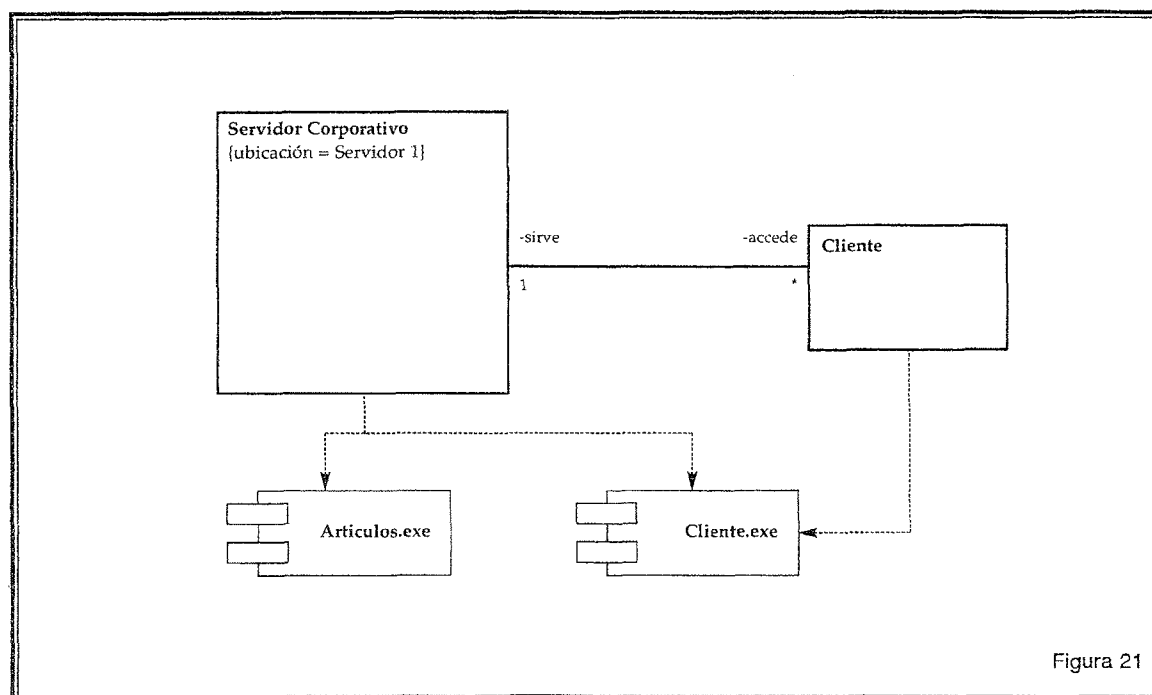 Servidor Corporativo
{ubicación = Servidor 1}
-sirve
-accede
1
*
Cliente
Articulos.exe
Cliente.exe
Figura 21